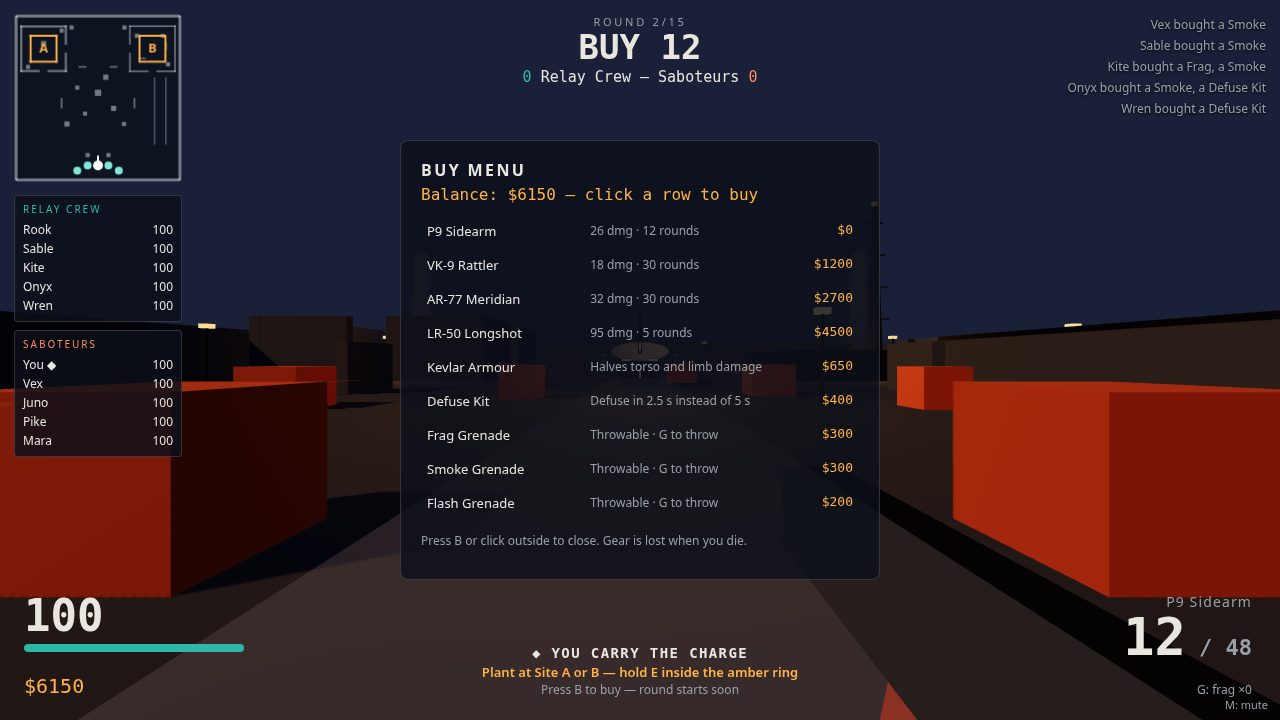 A
B
ROUND 2/15
BUY 12
0 Relay Crew — Saboteurs 0
Vex bought a Smoke
Sable bought a Smoke
Kite bought a Frag, a Smoke
Onyx bought a Smoke, a Defuse Kit
Wren bought a Defuse Kit
RELAY CREW
Rook 100
Sable 100
Kite 100
Onyx 100
Wren 100
SABOTEURS
You ◆ 100
Vex 100
Juno 100
Pike 100
Mara 100
BUY MENU
Balance: $6150 — click a row to buy
P9 Sidearm 26 dmg · 12 rounds $0
VK-9 Rattler 18 dmg · 30 rounds $1200
AR-77 Meridian 32 dmg · 30 rounds $2700
LR-50 Longshot 95 dmg · 5 rounds $4500
Kevlar Armour Halves torso and limb damage $650
Defuse Kit Defuse in 2.5 s instead of 5 s $400
Frag Grenade Throwable · G to throw $300
Smoke Grenade Throwable · G to throw $300
Flash Grenade Throwable · G to throw $200
Press B or click outside to close. Gear is lost when you die.
100
$6150
◆ YOU CARRY THE CHARGE
Plant at Site A or B — hold E inside the amber ring
Press B to buy — round starts soon
P9 Sidearm
12 / 48
G: frag ×0
M: mute